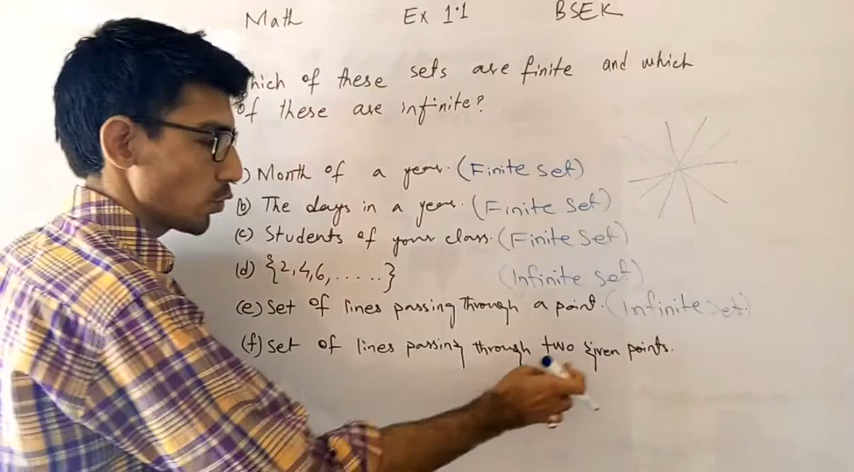 Math Ex 1.1 BSEK
of these sets are finite and which
of these are infinite?
Month of a year. (Finite set)
(b) The days in a year. (Finite set)
(c) Students of your class. (Finite set)
(d) {2,4,6,.....} (Infinite set)
(e) Set of lines passing through a point. (Infinite set)
(f) Set of lines passing through two given points.